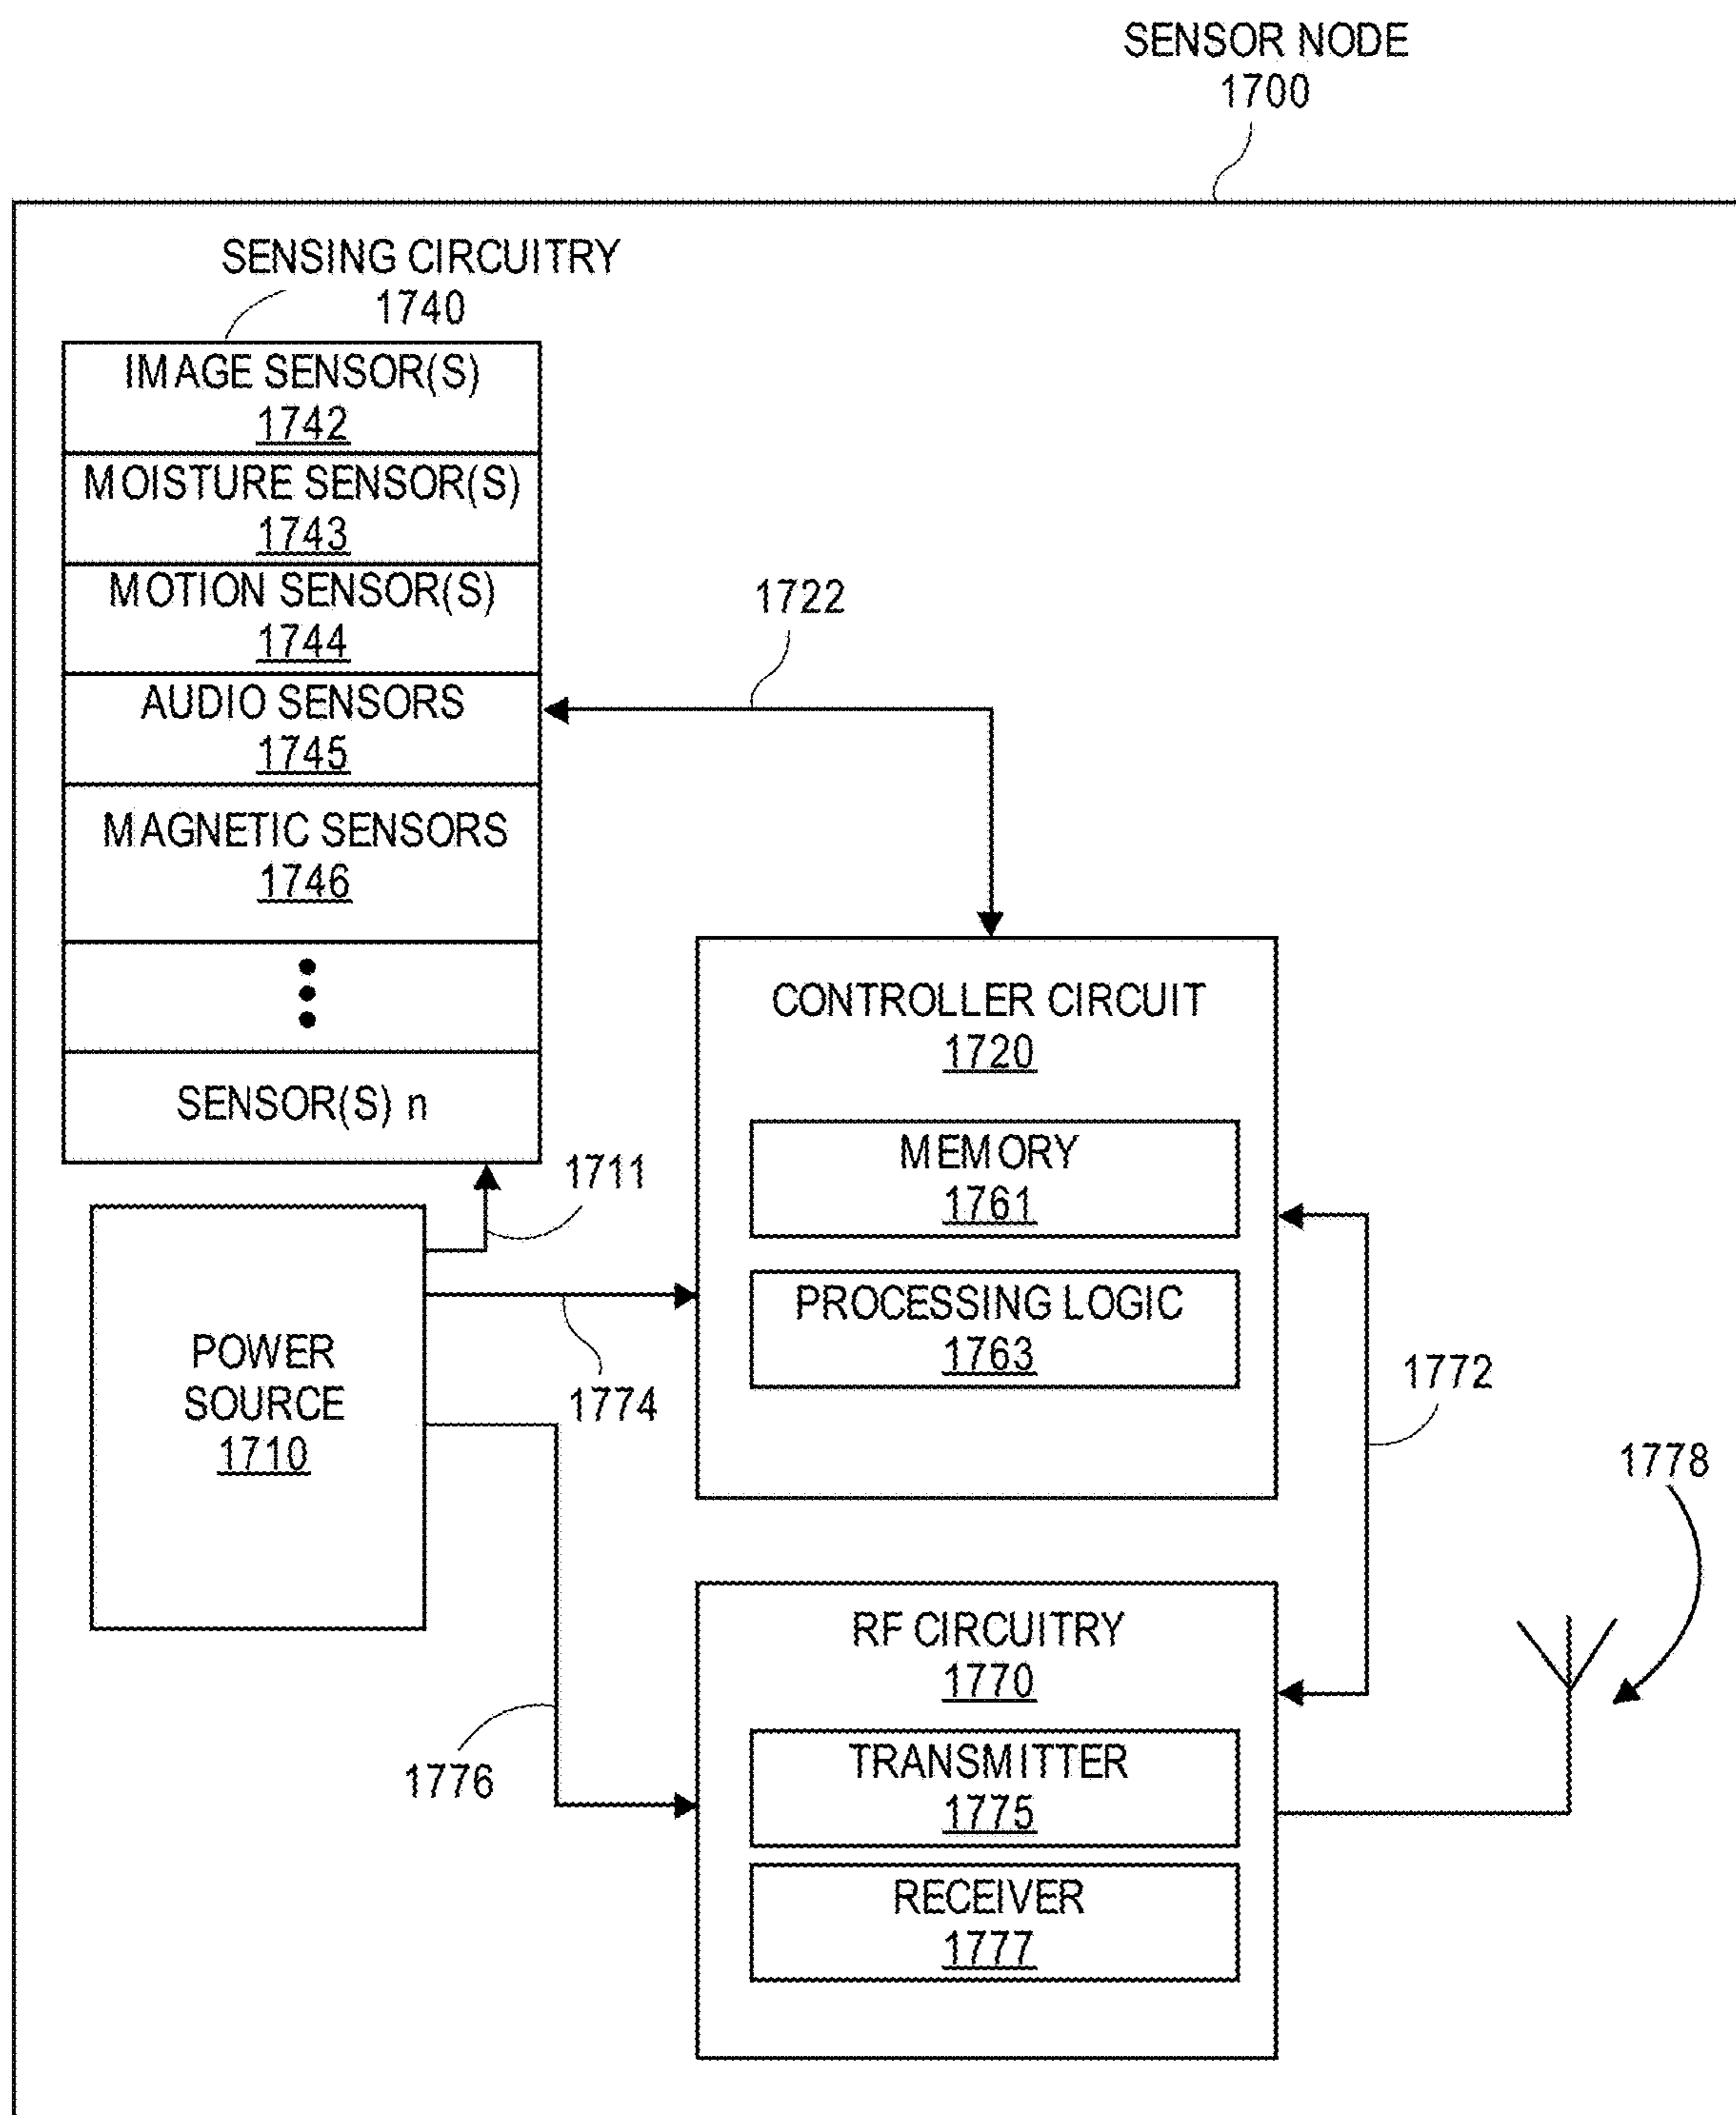 SENSOR NODE
1700
SENSING CIRCUITRY
1740
IMAGE SENSOR(S)
1742
MOISTURE SENSOR(S)
1743
MOTION SENSOR(S)
1744
AUDIO SENSORS
1745
MAGNETIC SENSORS
1746
SENSOR(S) n
1722
CONTROLLER CIRCUIT
1720
MEMORY
1761
PROCESSING LOGIC
1763
1711
POWER
SOURCE
1710
1774
1772
1778
1776
RF CIRCUITRY
1770
TRANSMITTER
1775
RECEIVER
1777